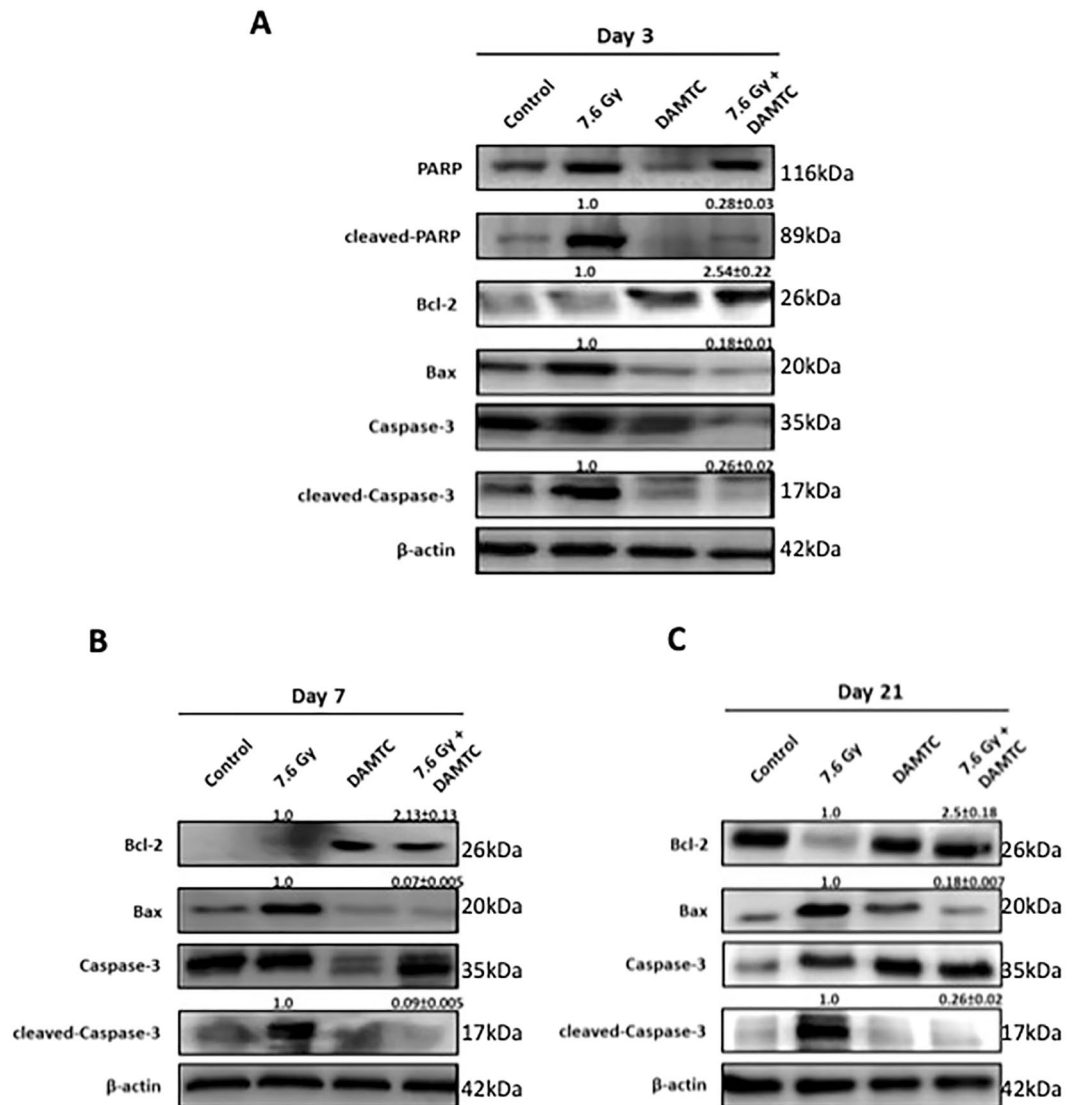 A
Day 3
Control 7.6 Gy DAMTC 7.6 Gy + DAMTC
PARP 116kDa
1.0 0.28±0.03
cleaved-PARP 89kDa
1.0 2.54±0.22
Bcl-2 26kDa
1.0 0.18±0.01
Bax 20kDa
Caspase-3 35kDa
1.0 0.26±0.02
cleaved-Caspase-3 17kDa
β-actin 42kDa
B
Day 7
Control 7.6 Gy DAMTC 7.6 Gy + DAMTC
1.0 2.13±0.13
Bcl-2 26kDa
1.0 0.07±0.005
Bax 20kDa
Caspase-3 35kDa
1.0 0.09±0.005
cleaved-Caspase-3 17kDa
β-actin 42kDa
C
Day 21
Control 7.6 Gy DAMTC 7.6 Gy + DAMTC
1.0 2.5±0.18
Bcl-2 26kDa
1.0 0.18±0.007
Bax 20kDa
Caspase-3 35kDa
1.0 0.26±0.02
cleaved-Caspase-3 17kDa
β-actin 42kDa